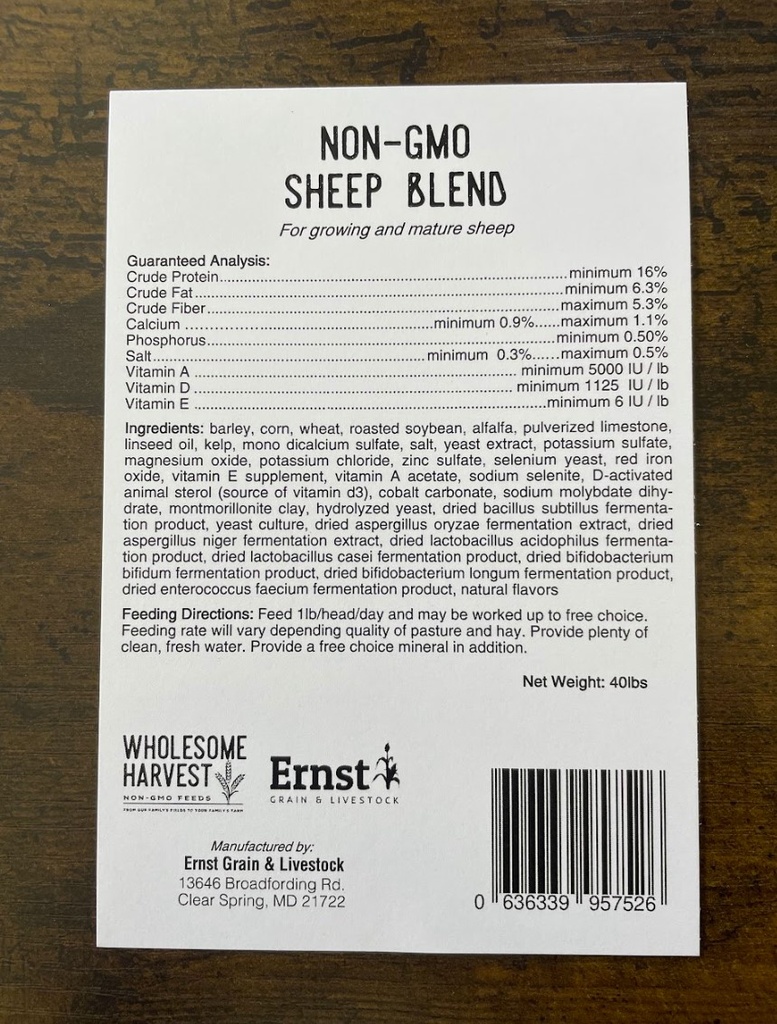 NON-GMO
SHEEP BLEND
For growing and mature sheep
Guaranteed Analysis:
Crude Protein..........minimum 16%
Crude Fat..........minimum 6.3%
Crude Fiber..........maximum 5.3%
Calcium ..........minimum 0.9%......maximum 1.1%
Phosphorus..........minimum 0.50%
Salt..........minimum 0.3%......maximum 0.5%
Vitamin A .......... minimum 5000 IU / lb
Vitamin D .......... minimum 1125 IU / lb
Vitamin E ..........minimum 6 IU / lb
Ingredients: barley, corn, wheat, roasted soybean, alfalfa, pulverized limestone,
linseed oil, kelp, mono dicalcium sulfate, salt, yeast extract, potassium sulfate,
magnesium oxide, potassium chloride, zinc sulfate, selenium yeast, red iron
oxide, vitamin E supplement, vitamin A acetate, sodium selenite, D-activated
animal sterol (source of vitamin d3), cobalt carbonate, sodium molybdate dihy-
drate, montmorillonite clay, hydrolyzed yeast, dried bacillus subtillus fermenta-
tion product, yeast culture, dried aspergillus oryzae fermentation extract, dried
aspergillus niger fermentation extract, dried lactobacillus acidophilus fermenta-
tion product, dried lactobacillus casei fermentation product, dried bifidobacterium
bifidum fermentation product, dried bifidobacterium longum fermentation product,
dried enterococcus faecium fermentation product, natural flavors
Feeding Directions: Feed 1lb/head/day and may be worked up to free choice.
Feeding rate will vary depending quality of pasture and hay. Provide plenty of
clean, fresh water. Provide a free choice mineral in addition.
Net Weight: 40lbs
WHOLESOME
HARVEST
NON-GMO FEEDS
FROM OUR FAMILY'S FIELDS TO YOUR FAMILY'S FARM
Ernst
GRAIN & LIVESTOCK
Manufactured by:
Ernst Grain & Livestock
13646 Broadfording Rd.
Clear Spring, MD 21722
0 636339 957526